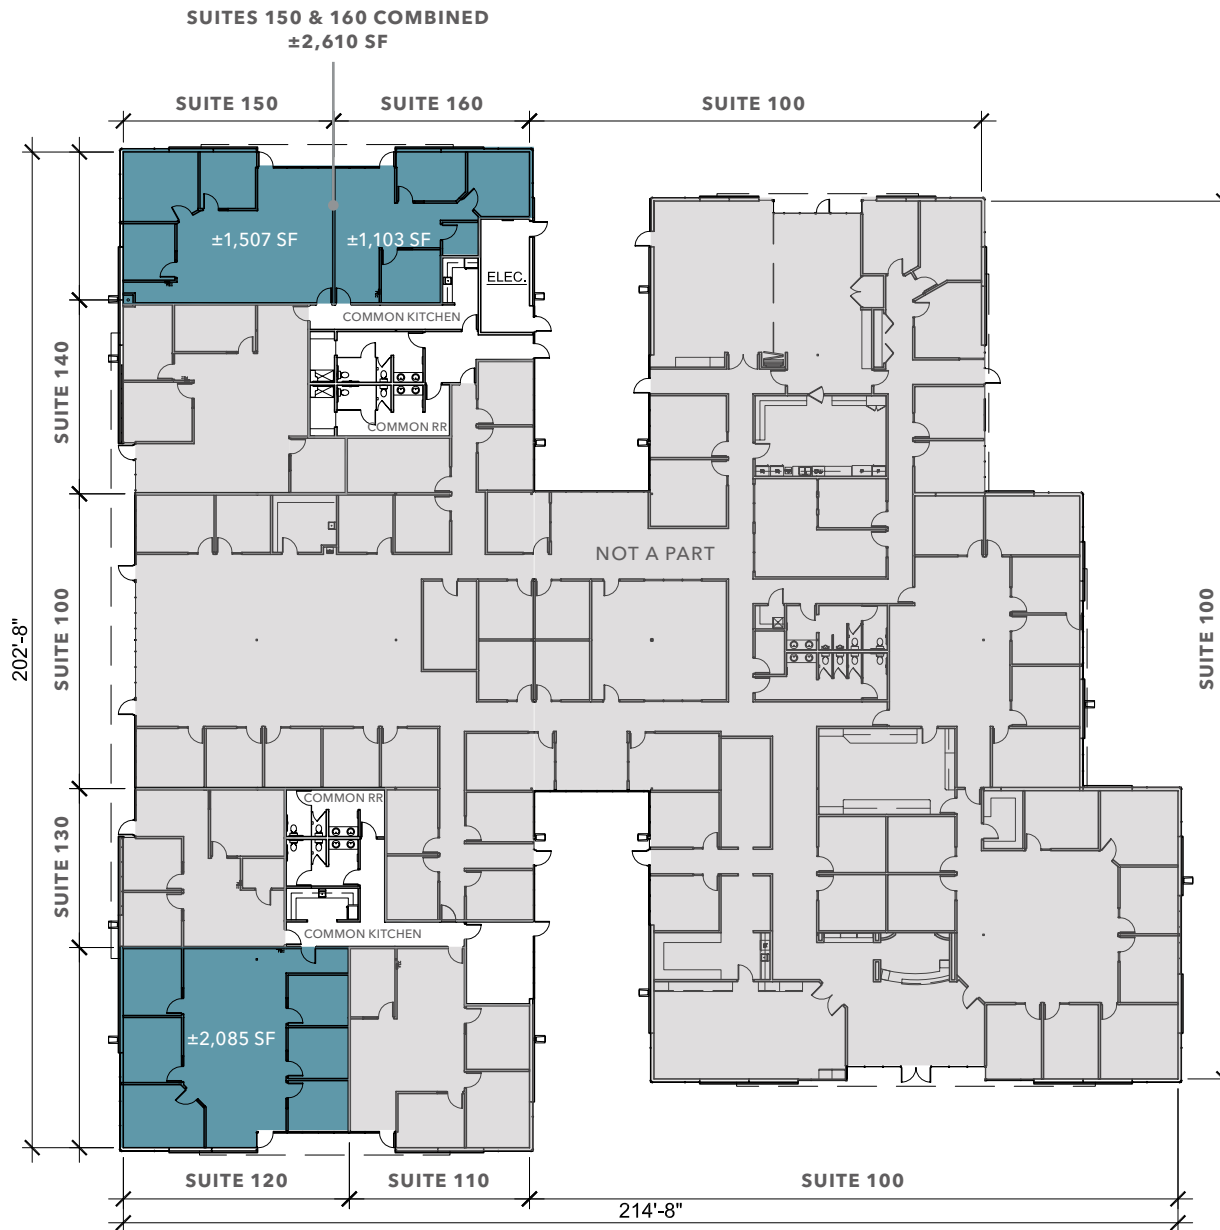 SUITES 150 & 160 COMBINED
±2,610 SF
SUITE 150
SUITE 160
SUITE 100
±1,507 SF
±1,103 SF
ELEC.
COMMON KITCHEN
COMMON RR
SUITE 140
NOT A PART
SUITE 100
202'-8"
SUITE 100
COMMON RR
SUITE 130
COMMON KITCHEN
±2,085 SF
SUITE 120
SUITE 110
SUITE 100
214'-8"